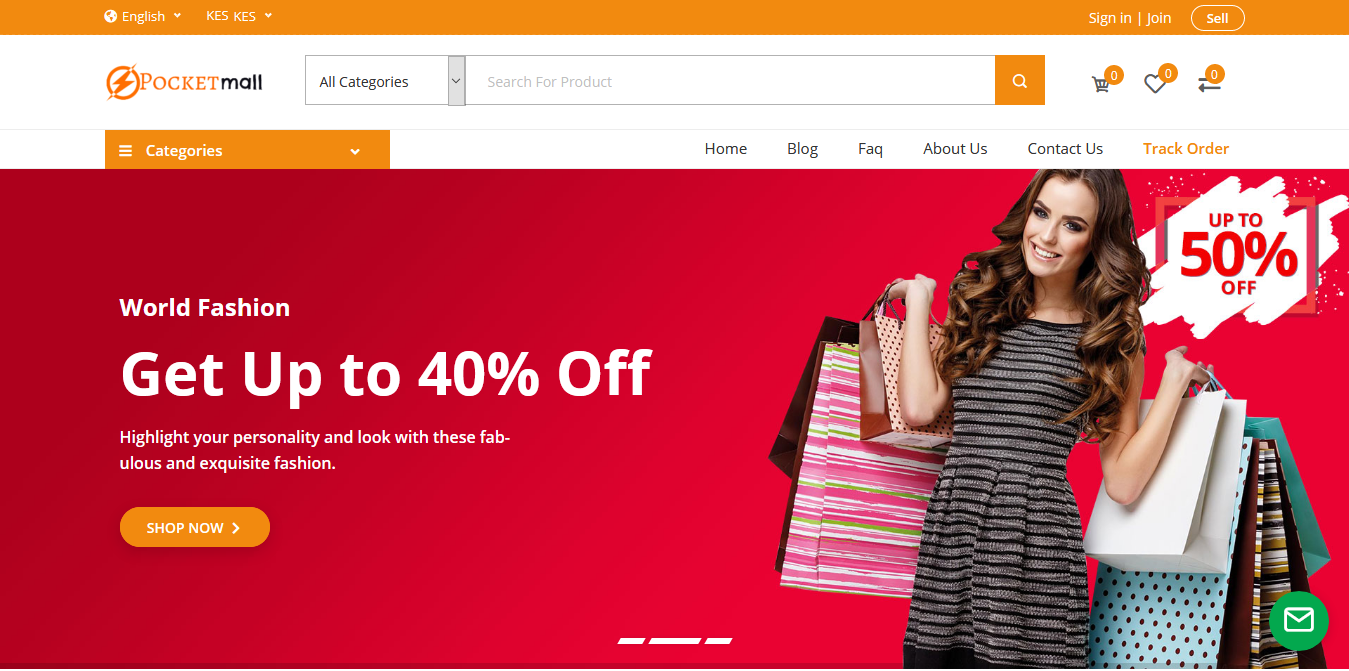 English
KES KES
Sign in | Join
Sell
POCKETmall
All Categories
Search For Product
0
0
0
Categories
Home
Blog
Faq
About Us
Contact Us
Track Order
UP TO
50%
OFF
World Fashion
Get Up to 40% Off
Highlight your personality and look with these fab-
ulous and exquisite fashion.
SHOP NOW